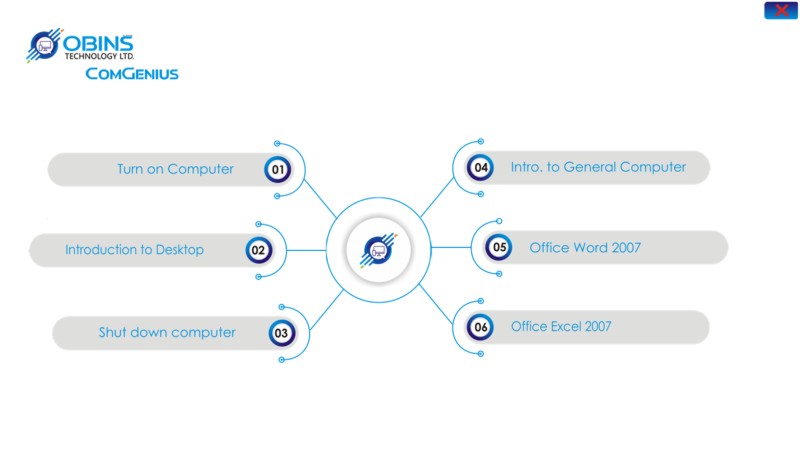 OBINS
TECHNOLOGY LTD.
COMGENIUS
Turn on Computer 01
Introduction to Desktop 02
Shut down computer 03
04 Intro. to General Computer
05 Office Word 2007
06 Office Excel 2007